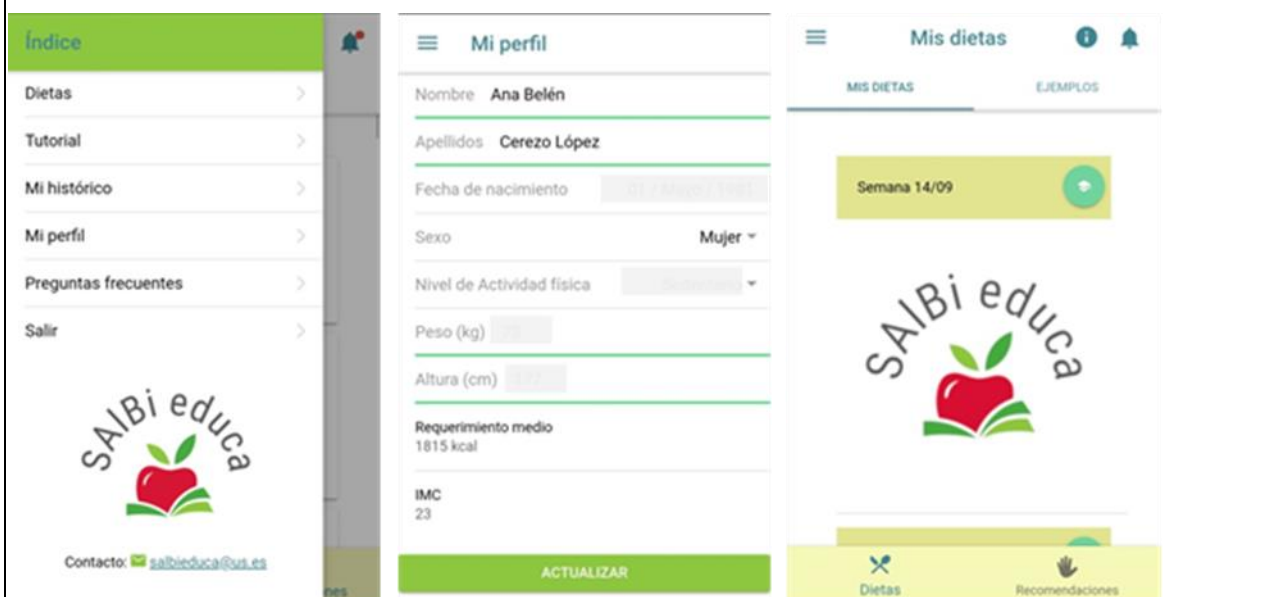 Índice
Dietas
Tutorial
Mi histórico
Mi perfil
Preguntas frecuentes
Salir
SAlBi educa
Contacto: salbieduca@us.es
Mi perfil
Nombre Ana Belén
Apellidos Cerezo López
Fecha de nacimiento
Sexo Mujer
Nivel de Actividad física
Peso (kg)
Altura (cm)
Requerimiento medio
1815 kcal
IMC
23
ACTUALIZAR
Mis dietas
MIS DIETAS EJEMPLOS
Semana 14/09
SAlBi educa
Dietas Recomendaciones